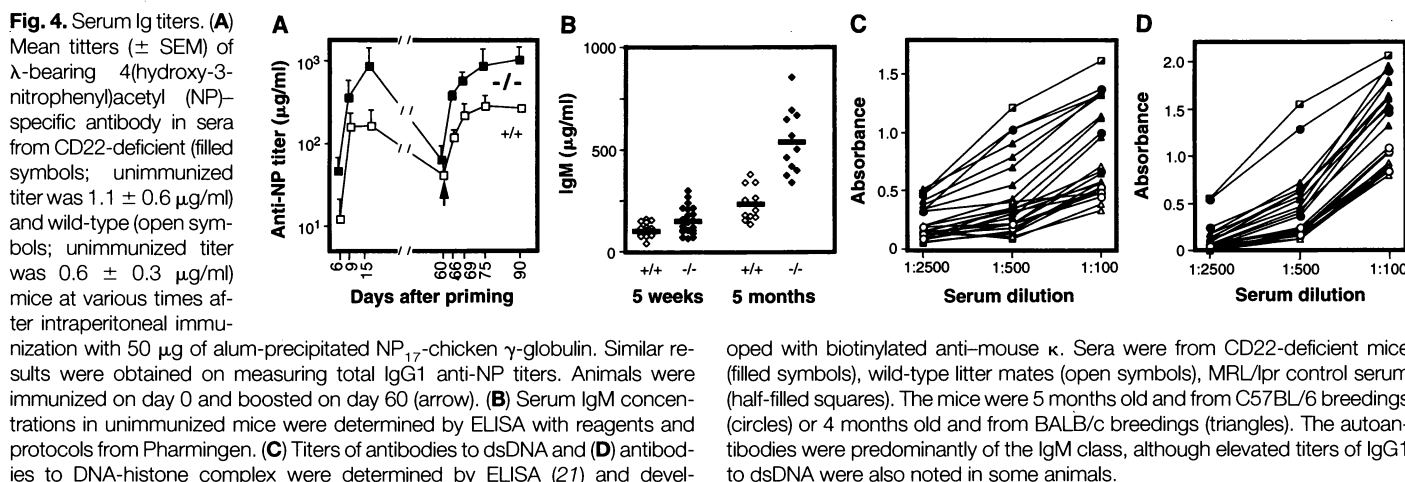 Fig. 4. Serum Ig titers. (A)
Mean titters (± SEM) of
λ-bearing 4(hydroxy-3-
nitrophenyl)acetyl (NP)–
specific antibody in sera
from CD22-deficient (filled
symbols; unimmunized
titer was 1.1 ± 0.6 μg/ml)
and wild-type (open sym-
bols; unimmunized titer
was 0.6 ± 0.3 μg/ml)
mice at various times af-
ter intraperitoneal immu-
nization with 50 μg of alum-precipitated NP17-chicken γ-globulin. Similar re-
sults were obtained on measuring total IgG1 anti-NP titers. Animals were
immunized on day 0 and boosted on day 60 (arrow). (B) Serum IgM concen-
trations in unimmunized mice were determined by ELISA with reagents and
protocols from Pharmingen. (C) Titers of antibodies to dsDNA and (D) antibod-
ies to DNA-histone complex were determined by ELISA (21) and devel-
A
Anti-NP titer (μg/ml)
10³
10²
10¹
-/-
+/+
6 9 15 60 66 69 75 90
Days after priming
B
IgM (μg/ml)
1000
500
0
+/+ -/- +/+ -/-
5 weeks 5 months
C
Absorbance
1.5
1.0
0.5
0
1:2500 1:500 1:100
Serum dilution
D
Absorbance
2.0
1.5
1.0
0.5
0
1:2500 1:500 1:100
Serum dilution
oped with biotinylated anti–mouse κ. Sera were from CD22-deficient mice
(filled symbols), wild-type litter mates (open symbols), MRL/lpr control serum
(half-filled squares). The mice were 5 months old and from C57BL/6 breedings
(circles) or 4 months old and from BALB/c breedings (triangles). The autoan-
tibodies were predominantly of the IgM class, although elevated titers of IgG1
to dsDNA were also noted in some animals.